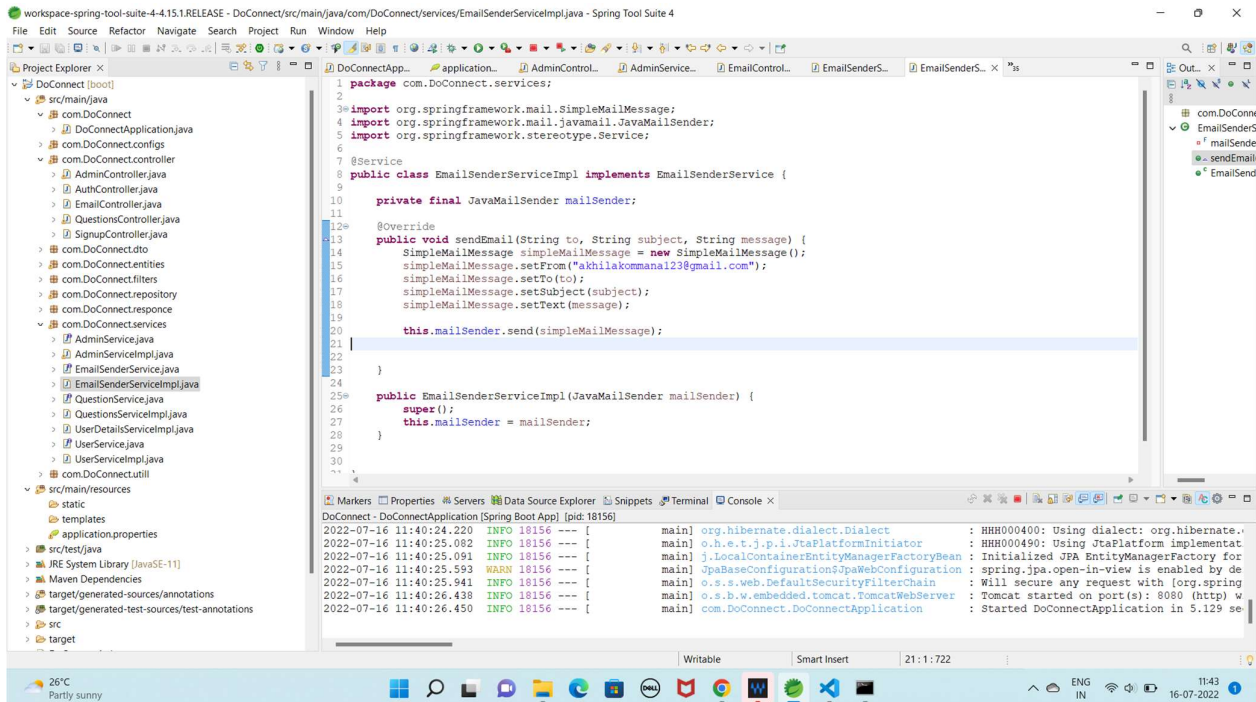 workspace-spring-tool-suite-4-4.15.1.RELEASE - DoConnect/src/main/java/com/DoConnect/services/EmailSenderServiceImpl.java - Spring Tool Suite 4
File Edit Source Refactor Navigate Search Project Run Window Help
Project Explorer
DoConnect [boot]
src/main/java
com.DoConnect
DoConnectApplication.java
com.DoConnect.configs
com.DoConnect.controller
AdminController.java
AuthController.java
EmailController.java
QuestionsController.java
SignupController.java
com.DoConnect.dto
com.DoConnect.entities
com.DoConnect.filters
com.DoConnect.repository
com.DoConnect.responce
com.DoConnect.services
AdminService.java
AdminServiceImpl.java
EmailSenderService.java
EmailSenderServiceImpl.java
QuestionService.java
QuestionsServiceImpl.java
UserDetailsServiceImpl.java
UserService.java
UserServiceImpl.java
com.DoConnect.utill
src/main/resources
static
templates
application.properties
src/test/java
JRE System Library [JavaSE-11]
Maven Dependencies
target/generated-sources/annotations
target/generated-test-sources/test-annotations
src
target
DoConnectApp... application... AdminControl... AdminService... EmailControl... EmailSenderS... EmailSenderS... 35
1 package com.DoConnect.services;
2
3 import org.springframework.mail.SimpleMailMessage;
4 import org.springframework.mail.javamail.JavaMailSender;
5 import org.springframework.stereotype.Service;
6
7 @Service
8 public class EmailSenderServiceImpl implements EmailSenderService {
9
10 private final JavaMailSender mailSender;
11
12 @Override
13 public void sendEmail(String to, String subject, String message) {
14 SimpleMailMessage simpleMailMessage = new SimpleMailMessage();
15 simpleMailMessage.setFrom("akhilakommana123@gmail.com");
16 simpleMailMessage.setTo(to);
17 simpleMailMessage.setSubject(subject);
18 simpleMailMessage.setText(message);
19
20 this.mailSender.send(simpleMailMessage);
21
22
23 }
24
25 public EmailSenderServiceImpl(JavaMailSender mailSender) {
26 super();
27 this.mailSender = mailSender;
28 }
29
30
Out...
com.DoConne
EmailSenderS
mailSende
sendEmail
EmailSend
Markers Properties Servers Data Source Explorer Snippets Terminal Console
DoConnect - DoConnectApplication [Spring Boot App] [pid: 18156]
2022-07-16 11:40:24.220 INFO 18156 --- [ main] org.hibernate.dialect.Dialect : HHH000400: Using dialect: org.hibernate.
2022-07-16 11:40:25.082 INFO 18156 --- [ main] o.h.e.t.j.p.i.JtaPlatformInitiator : HHH000490: Using JtaPlatform implementat
2022-07-16 11:40:25.091 INFO 18156 --- [ main] j.LocalContainerEntityManagerFactoryBean : Initialized JPA EntityManagerFactory for
2022-07-16 11:40:25.593 WARN 18156 --- [ main] JpaBaseConfiguration$JpaWebConfiguration : spring.jpa.open-in-view is enabled by de
2022-07-16 11:40:25.941 INFO 18156 --- [ main] o.s.s.web.DefaultSecurityFilterChain : Will secure any request with [org.spring
2022-07-16 11:40:26.438 INFO 18156 --- [ main] o.s.b.w.embedded.tomcat.TomcatWebServer : Tomcat started on port(s): 8080 (http) w
2022-07-16 11:40:26.450 INFO 18156 --- [ main] com.DoConnect.DoConnectApplication : Started DoConnectApplication in 5.129 se
Writable Smart Insert 21 : 1 : 722
26°C
Partly sunny
DELL
ENG
IN
11:43
16-07-2022
1